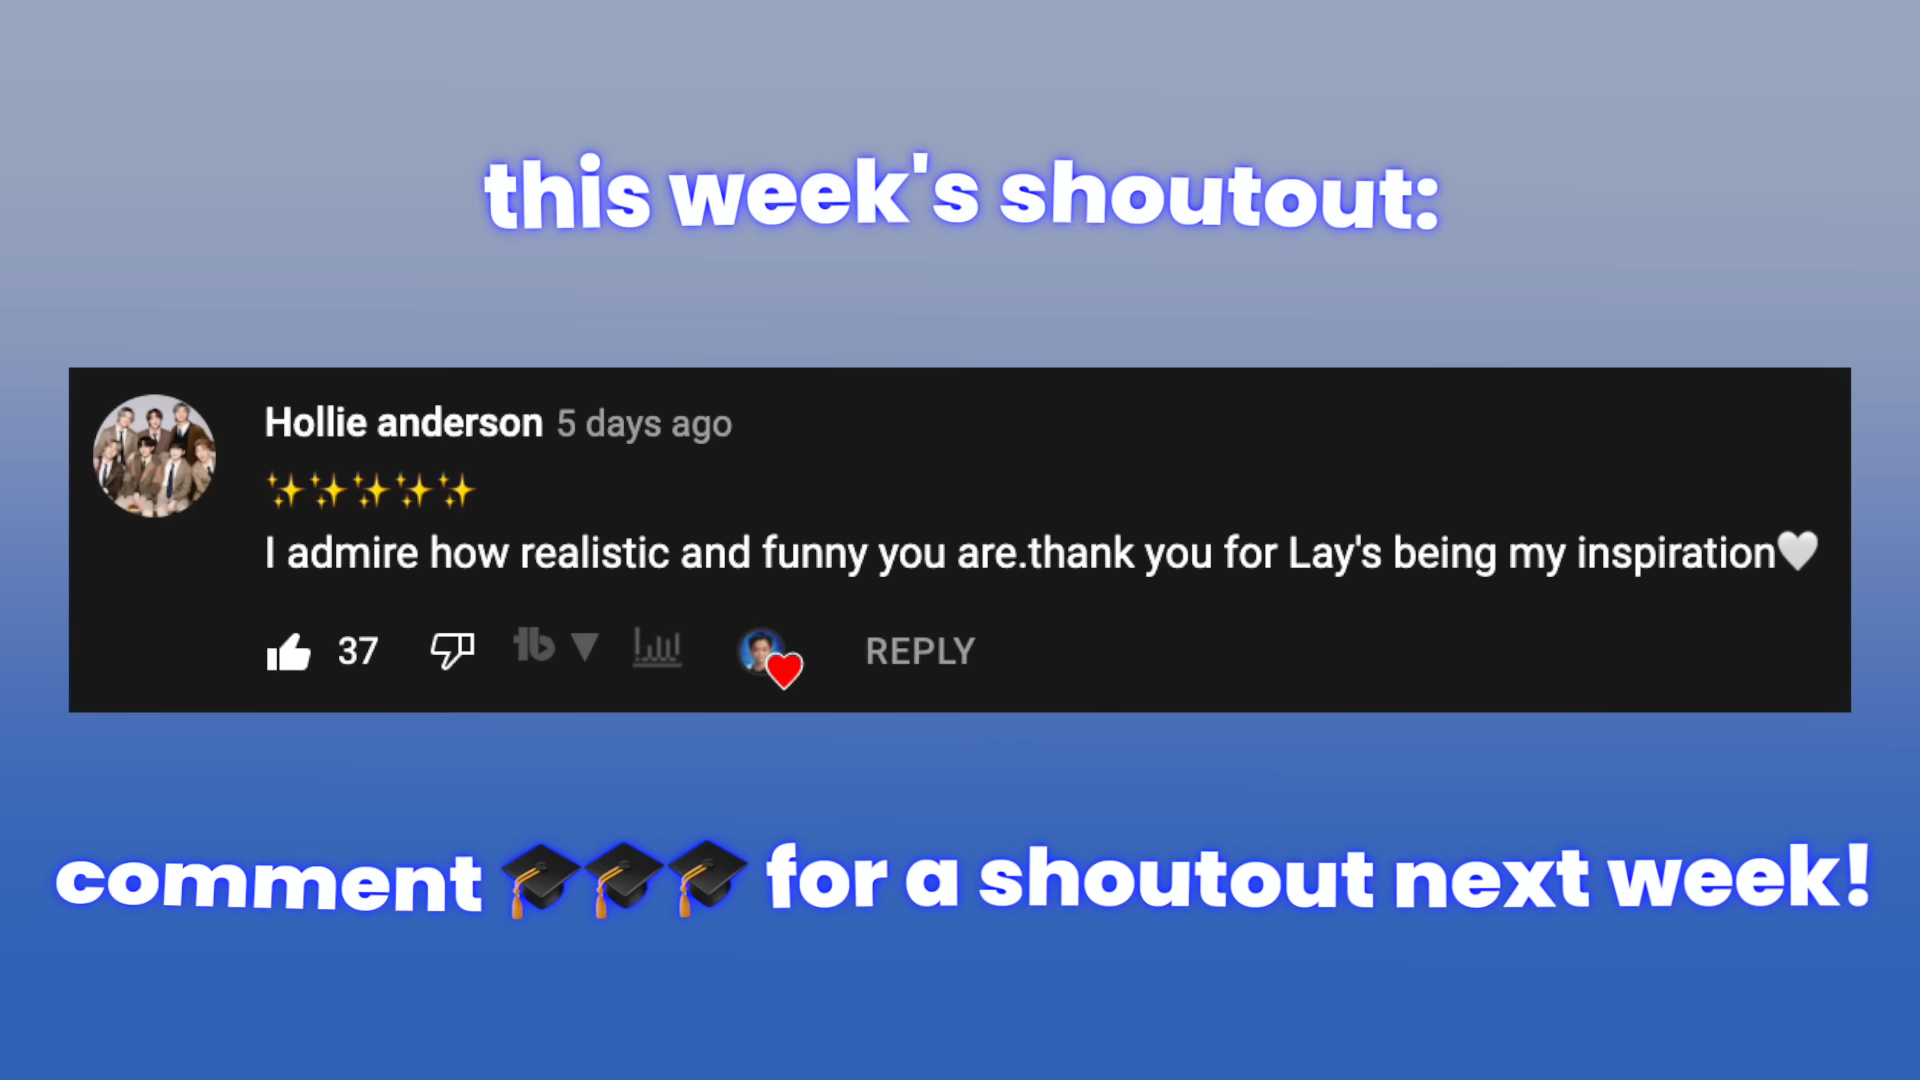 this week's shoutout:
Hollie anderson 5 days ago
✨✨✨✨✨
I admire how realistic and funny you are.thank you for Lay's being my inspiration🤍
37 REPLY
comment 🎓🎓🎓 for a shoutout next week!